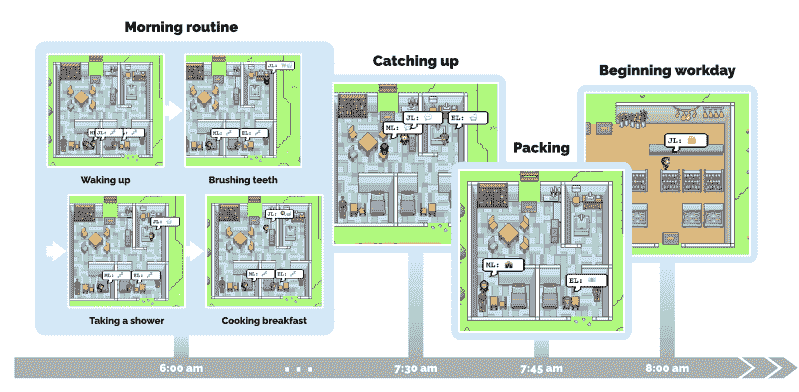 Morning routine
Catching up
Beginning workday
Packing
JL:
JL:
JL:
EL:
ML:
EL:
ML:
JL:
Waking up
Brushing teeth
JL:
JL:
ML:
EL:
ML:
EL:
ML:
EL:
Taking a shower
Cooking breakfast
6:00 am
7:30 am
7:45 am
8:00 am